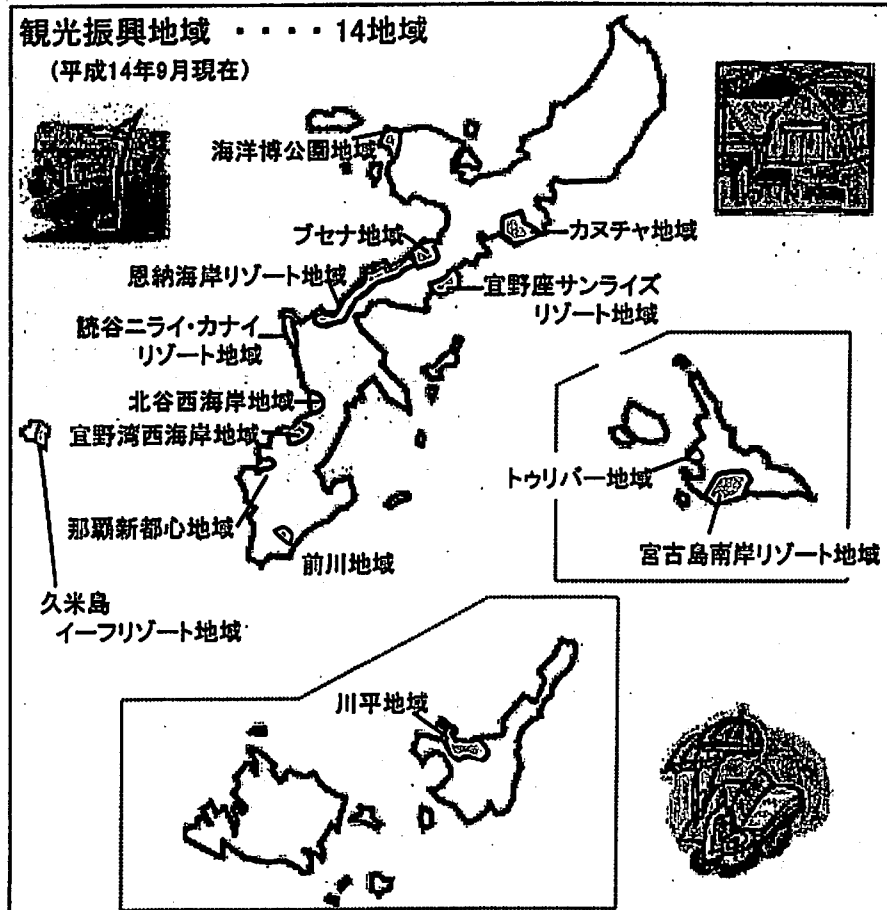 観光振興地域 ・・・・14地域
(平成14年9月現在)
海洋博公園地域
ブセナ地域
カヌチャ地域
恩納海岸リゾート地域
宜野座サンライズ
リゾート地域
読谷ニライ・カナイ
リゾート地域
北谷西海岸地域
宜野湾西海岸地域
トゥリバー地域
那覇新都心地域
宮古島南岸リゾート地域
前川地域
久米島
イーフリゾート地域
川平地域